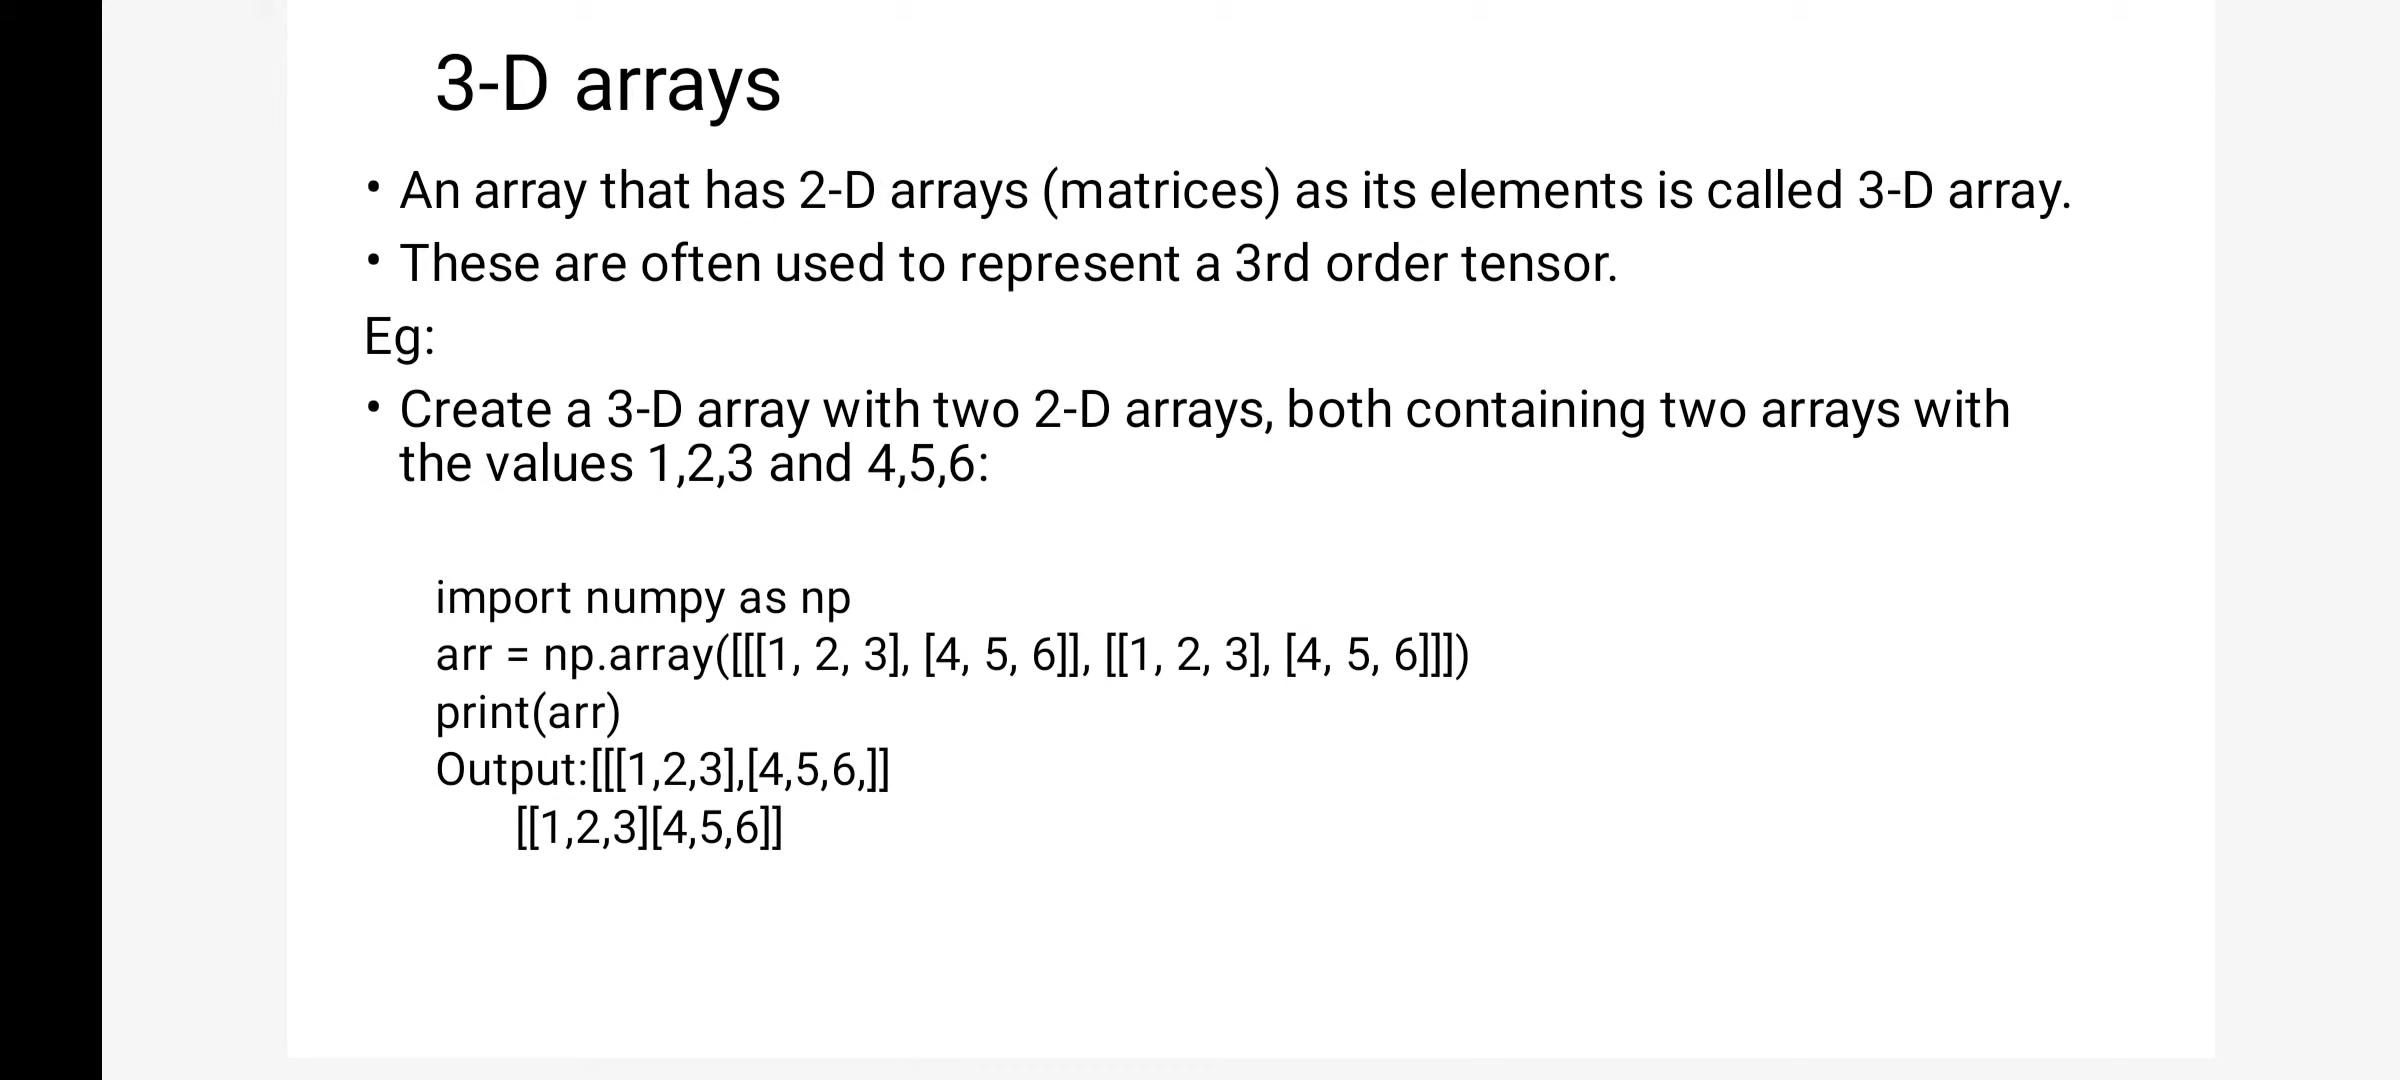 3-D arrays
• An array that has 2-D arrays (matrices) as its elements is called 3-D array.
• These are often used to represent a 3rd order tensor.
Eg:
• Create a 3-D array with two 2-D arrays, both containing two arrays with
the values 1,2,3 and 4,5,6:
import numpy as np
arr = np.array([[[1, 2, 3], [4, 5, 6]], [[1, 2, 3], [4, 5, 6]]])
print(arr)
Output:[[[1,2,3],[4,5,6,]]
[[1,2,3][4,5,6]]